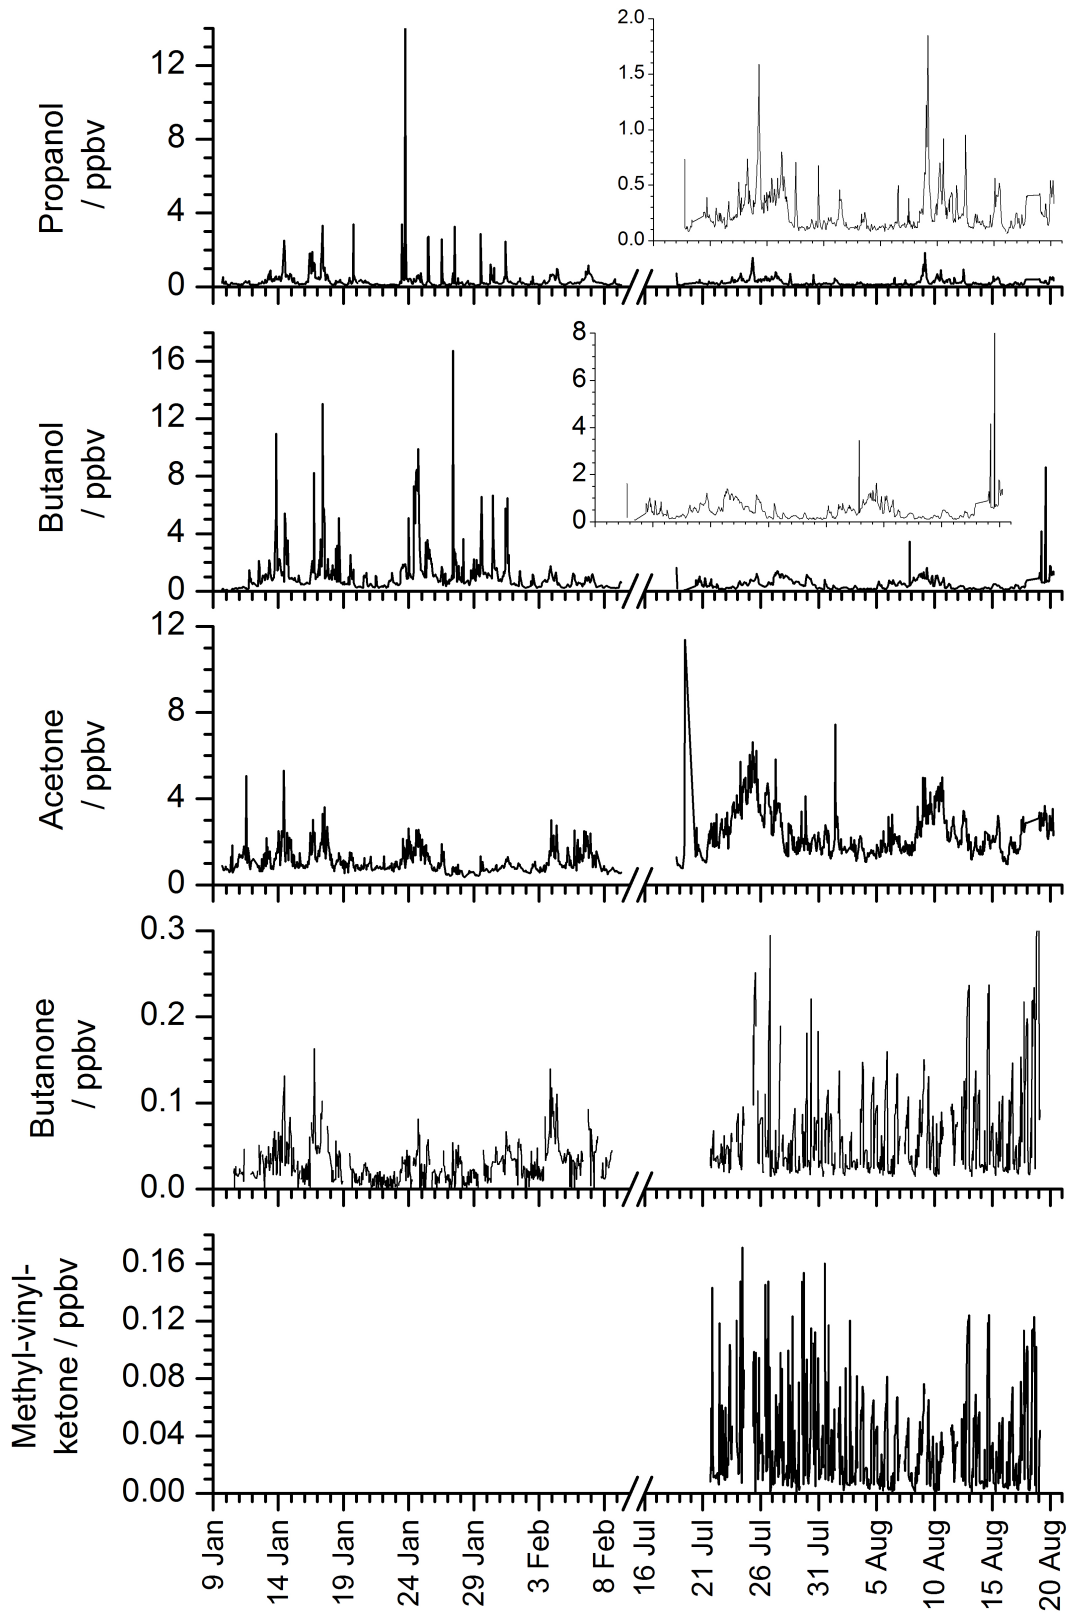 Propanol
/ ppbv
12
8
4
0
2.0
1.5
1.0
0.5
0.0
Butanol
/ ppbv
16
12
8
4
0
8
6
4
2
0
Acetone
/ ppbv
12
8
4
0
Butanone
/ ppbv
0.3
0.2
0.1
0.0
Methyl-vinyl-
ketone / ppbv
0.16
0.12
0.08
0.04
0.00
9 Jan
14 Jan
19 Jan
24 Jan
29 Jan
3 Feb
8 Feb
16 Jul
21 Jul
26 Jul
31 Jul
5 Aug
10 Aug
15 Aug
20 Aug